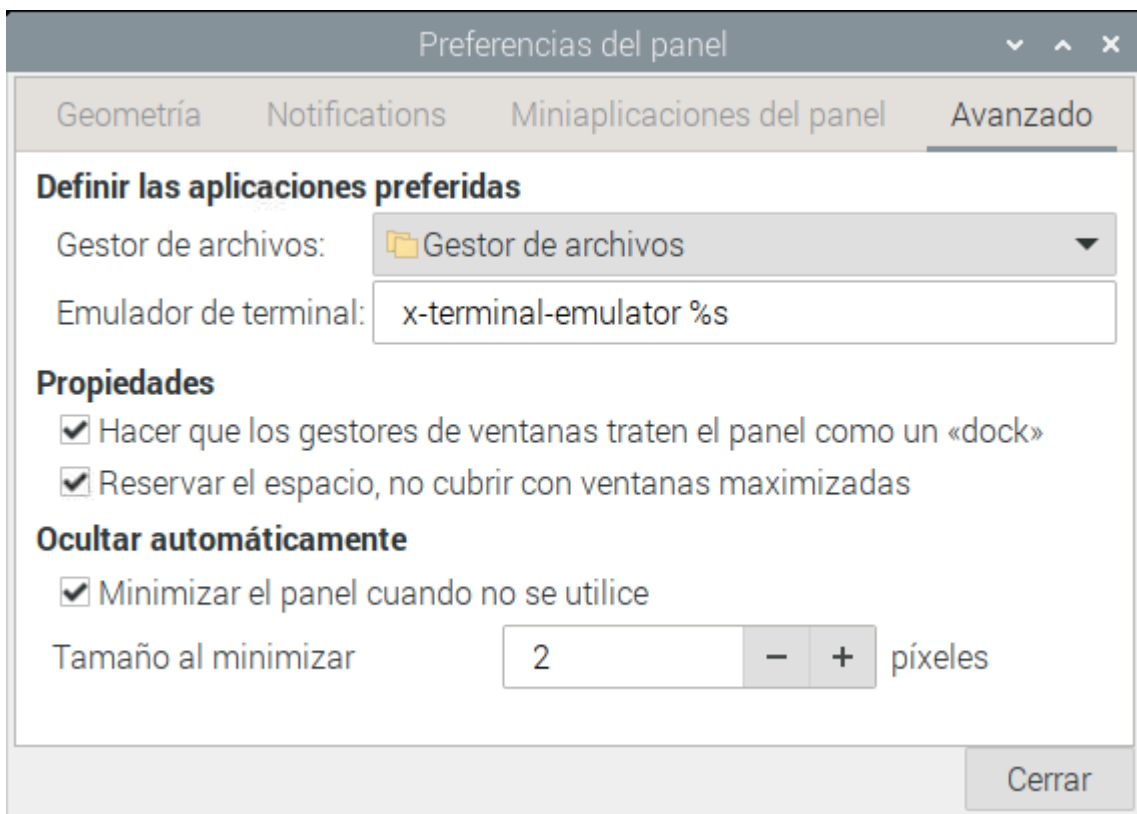 Preferencias del panel
Geometría Notifications Miniaplicaciones del panel Avanzado
Definir las aplicaciones preferidas
Gestor de archivos: Gestor de archivos
Emulador de terminal: x-terminal-emulator %s
Propiedades
Hacer que los gestores de ventanas traten el panel como un «dock»
Reservar el espacio, no cubrir con ventanas maximizadas
Ocultar automáticamente
Minimizar el panel cuando no se utilice
Tamaño al minimizar 2 − + píxeles
Cerrar